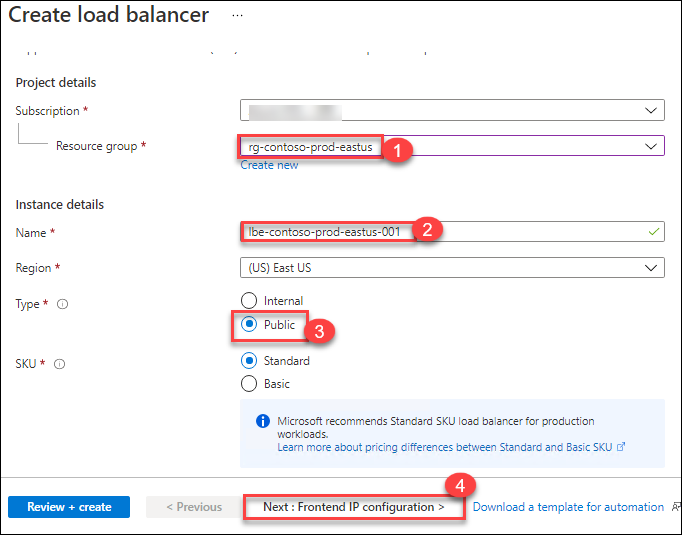 Create load balancer ...
Project details
Subscription *
Resource group * rg-contoso-prod-eastus 1
Create new
Instance details
Name * lbe-contoso-prod-eastus-001 2
Region * (US) East US
Type * Internal
Public 3
SKU * Standard
Basic
Microsoft recommends Standard SKU load balancer for production
workloads.
Learn more about pricing differences between Standard and Basic SKU
4
Review + create < Previous Next : Frontend IP configuration > Download a template for automation